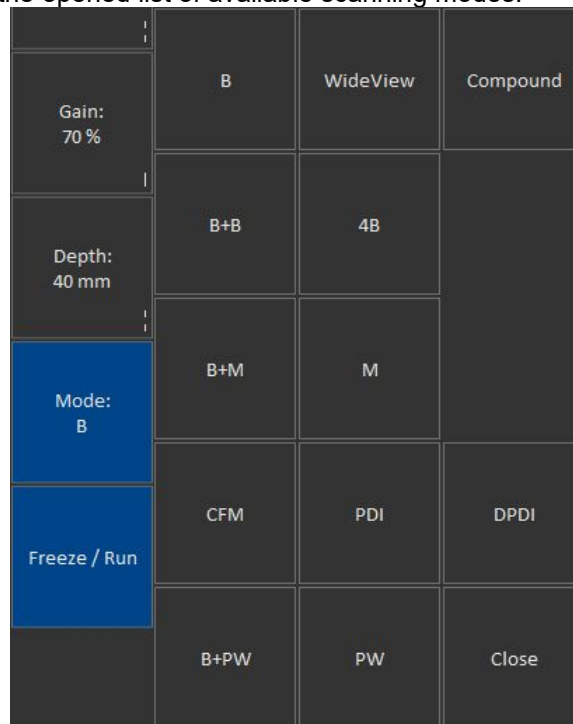 the opened list of available scanning modes.
Gain:
70 %
Depth:
40 mm
Mode:
B
Freeze / Run
B
WideView
Compound
B+B
4B
B+M
M
CFM
PDI
DPDI
B+PW
PW
Close